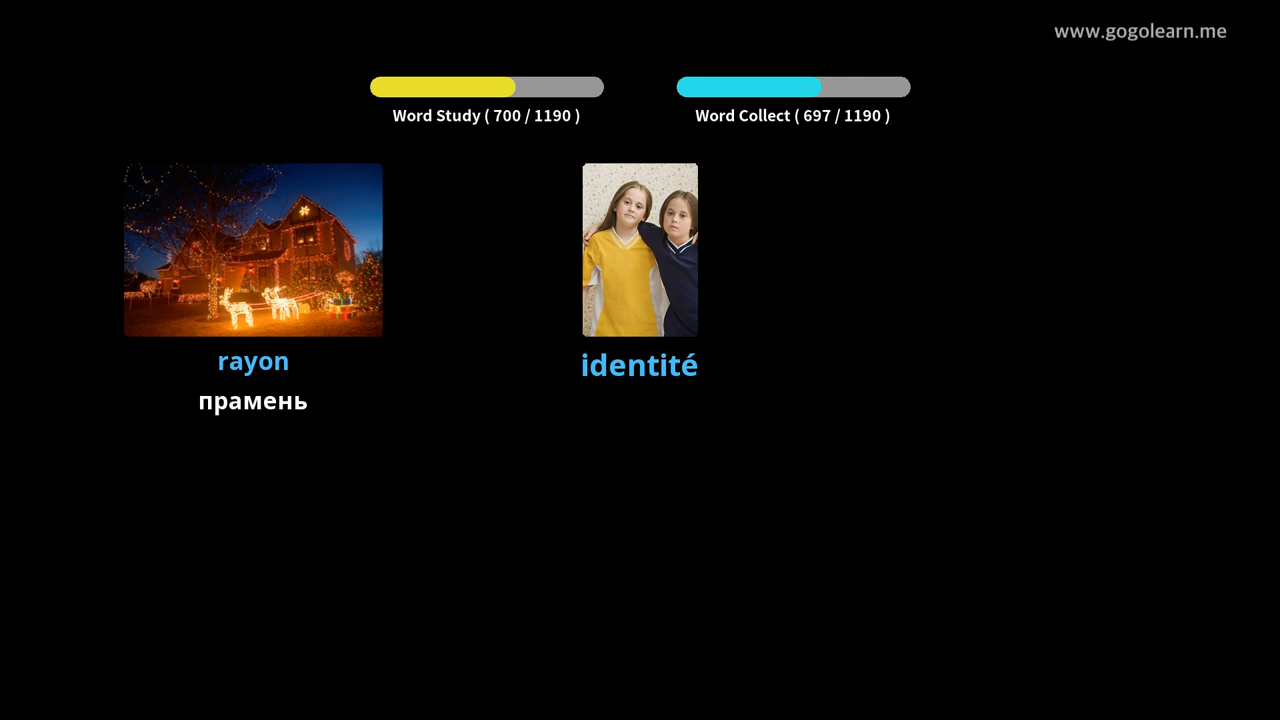 www.gogolearn.me
Word Study ( 700 / 1190 )
Word Collect ( 697 / 1190 )
rayon
прамень
identité